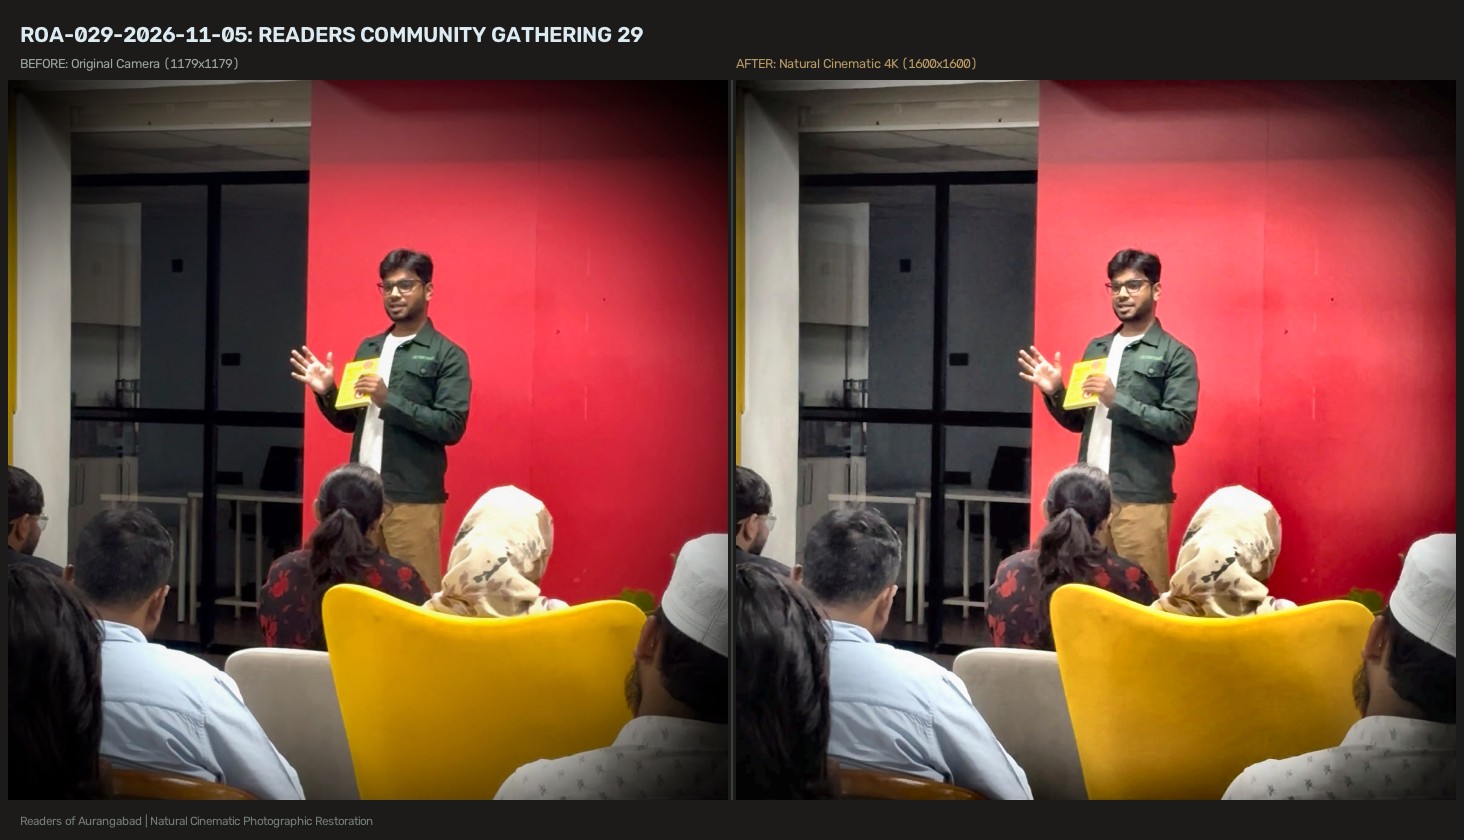 ROA-029-2026-11-05: READERS COMMUNITY GATHERING 29
BEFORE: Original Camera (1179x1179)
AFTER: Natural Cinematic 4K (1600x1600)
Readers of Aurangabad | Natural Cinematic Photographic Restoration